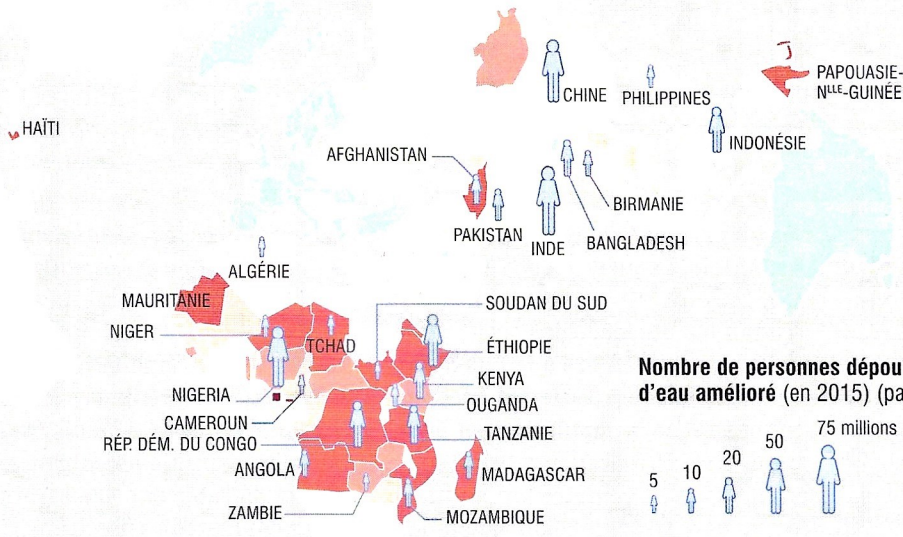 CHINE
PHILIPPINES
PAPOUASIE-
NLLE-GUINÉE
HAÏTI
INDONÉSIE
AFGHANISTAN
BIRMANIE
PAKISTAN
INDE
BANGLADESH
ALGÉRIE
MAURITANIE
SOUDAN DU SUD
NIGER
TCHAD
ÉTHIOPIE
NIGERIA
KENYA
CAMEROUN
OUGANDA
RÉP. DÉM. DU CONGO
TANZANIE
ANGOLA
MADAGASCAR
ZAMBIE
MOZAMBIQUE
Nombre de personnes dépou
d'eau amélioré (en 2015) (pa
5 10 20 50 75 millions